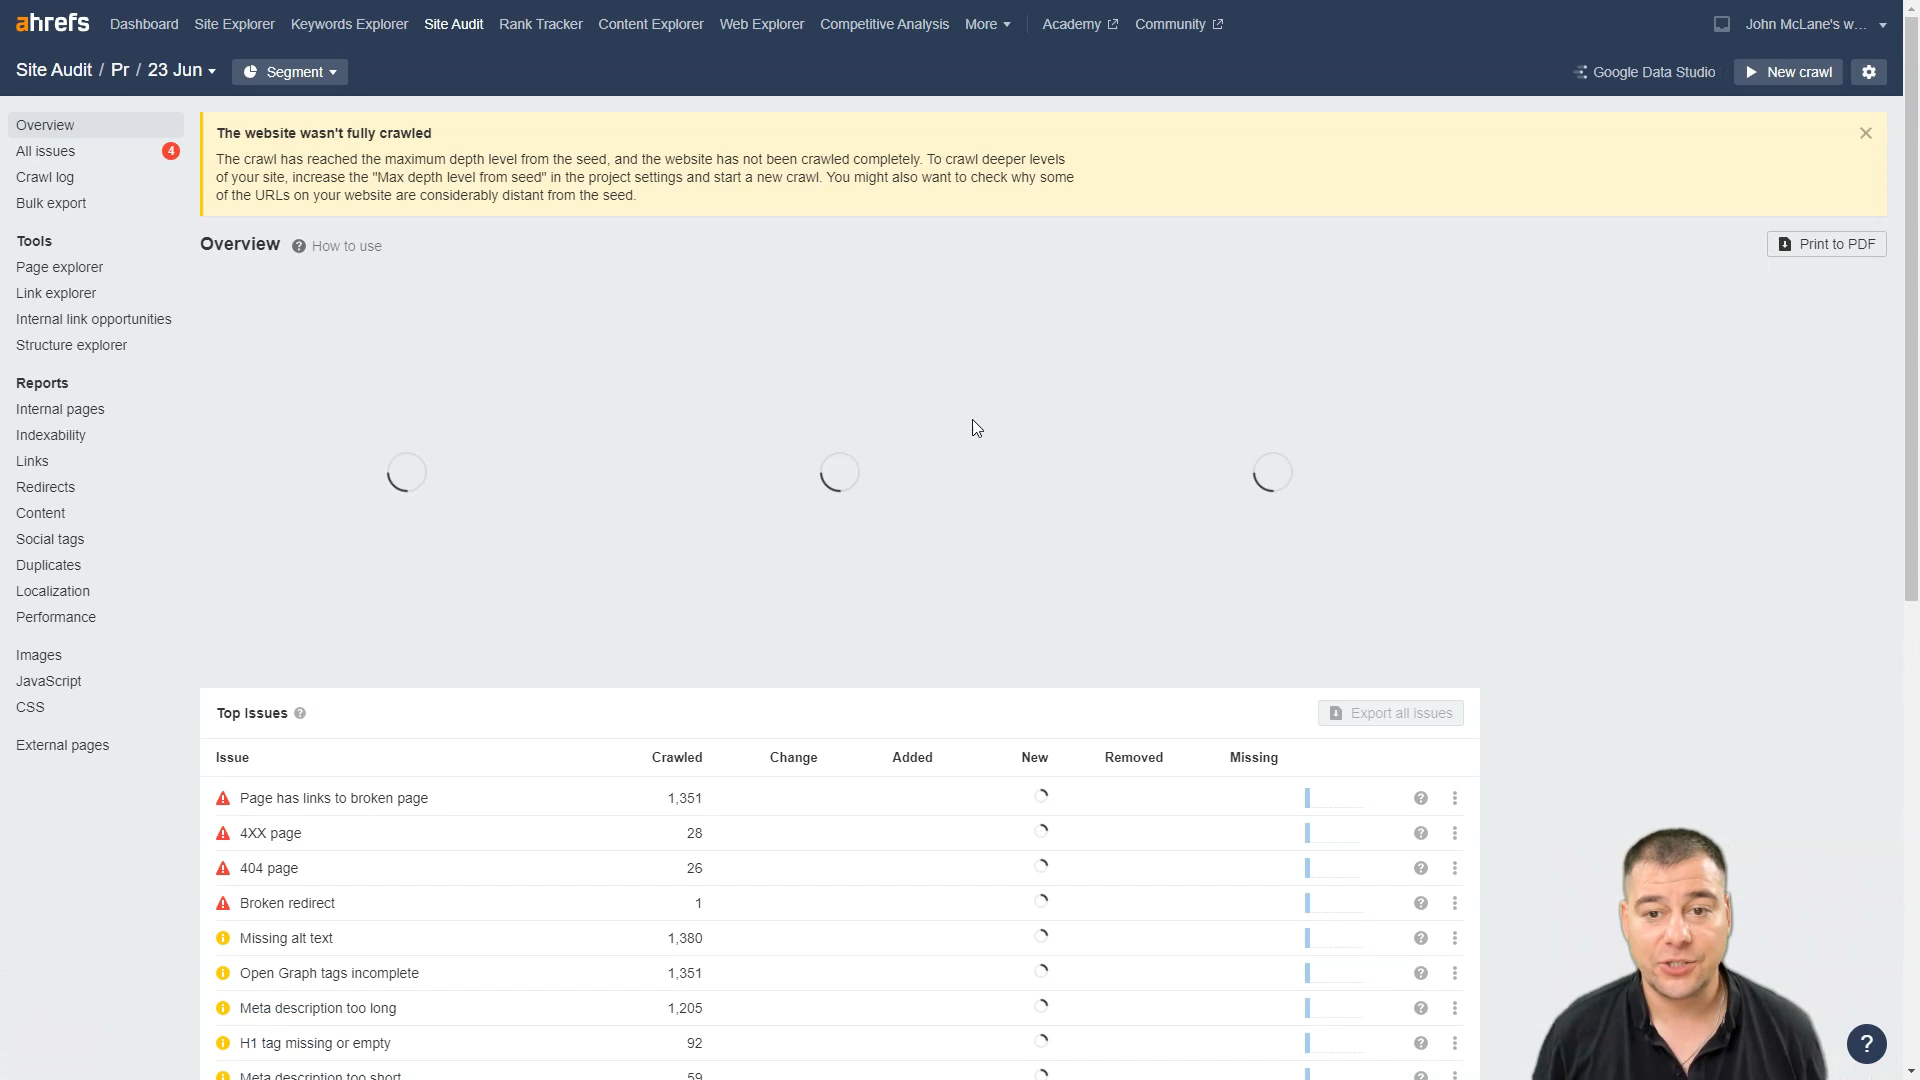 ahrefs Dashboard Site Explorer Keywords Explorer Site Audit Rank Tracker Content Explorer Web Explorer Competitive Analysis More Academy Community John McLane's w...
Site Audit / Pr / 23 Jun Segment Google Data Studio New crawl
Overview
All issues 4
Crawl log
Bulk export
Tools
Page explorer
Link explorer
Internal link opportunities
Structure explorer
Reports
Internal pages
Indexability
Links
Redirects
Content
Social tags
Duplicates
Localization
Performance
Images
JavaScript
CSS
External pages
The website wasn't fully crawled
The crawl has reached the maximum depth level from the seed, and the website has not been crawled completely. To crawl deeper levels
of your site, increase the "Max depth level from seed" in the project settings and start a new crawl. You might also want to check why some
of the URLs on your website are considerably distant from the seed.
Overview ? How to use Print to PDF
Top Issues ? Export all issues
Issue Crawled Change Added New Removed Missing
Page has links to broken page 1,351 ?
4XX page 28 ?
404 page 26 ?
Broken redirect 1 ?
Missing alt text 1,380 ?
Open Graph tags incomplete 1,351 ?
Meta description too long 1,205 ?
H1 tag missing or empty 92 ?
Meta description too short 59 ?
?